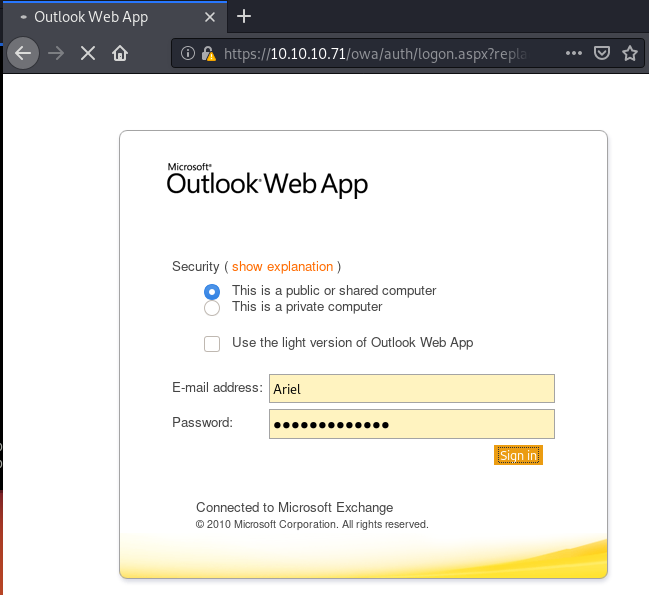 Outlook Web App
https://10.10.10.71/owa/auth/logon.aspx?repla
Microsoft®
Outlook® Web App
Security ( show explanation )
This is a public or shared computer
This is a private computer
Use the light version of Outlook Web App
E-mail address: Ariel
Password: ●●●●●●●●●●●●●
Sign in
Connected to Microsoft Exchange
© 2010 Microsoft Corporation. All rights reserved.